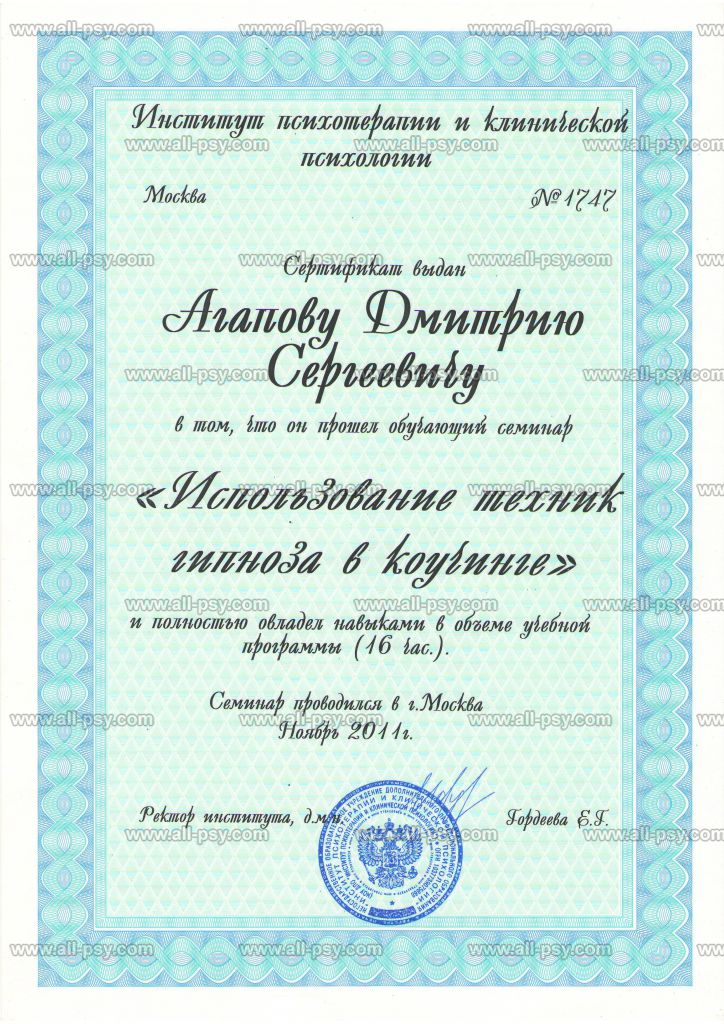 Институт психотерапии и клинической
психологии
Москва №1747
Сертификат выдан
Агапову Дмитрию
Сергеевичу
в том, что он прошел обучающий семинар
«Использование техник
гипноза в коучинге»
и полностью овладел навыками в объеме учебной
программы (16 час.).
Семинар проводился в г.Москва
Ноябрь 2011г.
Ректор института, д.м.н. Гордеева Е.Г.
www.all-psy.com